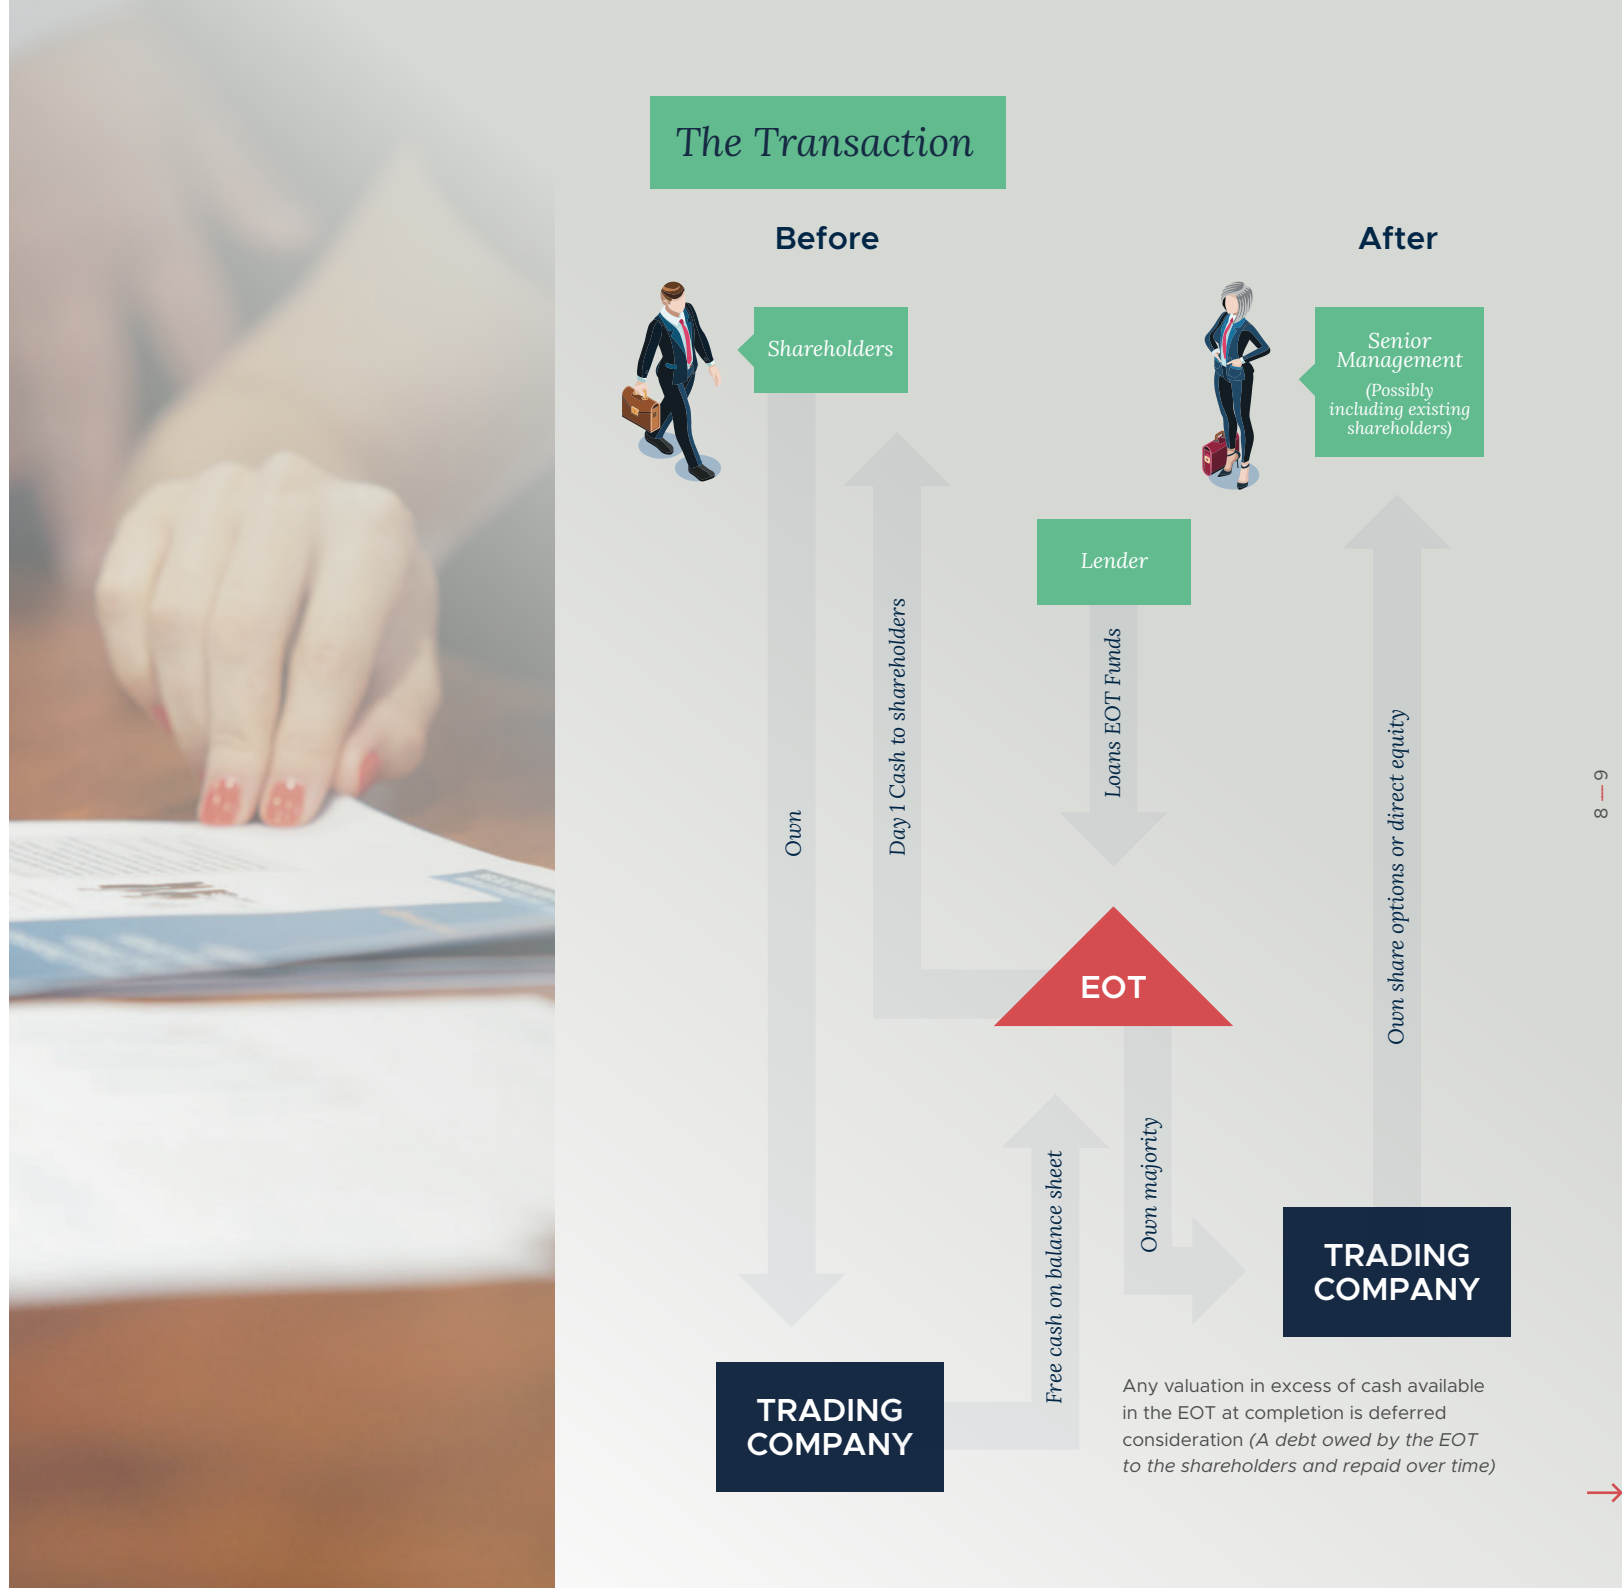 The Transaction
Before
After
Shareholders
Senior
Management
(Possibly
including existing
shareholders)
Lender
Own
Day 1 Cash to shareholders
Loans EOT Funds
Own share options or direct equity
8 — 9
EOT
Free cash on balance sheet
Own majority
TRADING
COMPANY
TRADING
COMPANY
Any valuation in excess of cash available
in the EOT at completion is deferred
consideration (A debt owed by the EOT
to the shareholders and repaid over time)